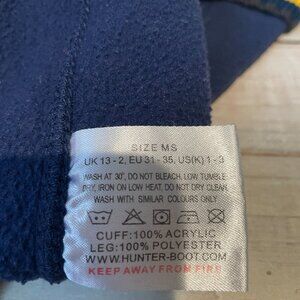 SIZE MS
UK 13 - 2, EU 31 - 35, US(K) 1 - 3
WASH AT 30°, DO NOT BLEACH. LOW TUMBLE
DRY, IRON ON LOW HEAT, DO NOT DRY CLEAN.
WASH WITH SIMILAR COLOURS ONLY
CUFF: 100% ACRYLIC
LEG: 100% POLYESTER
WWW.HUNTER-BOOT.COM
KEEP AWAY FROM FIRE